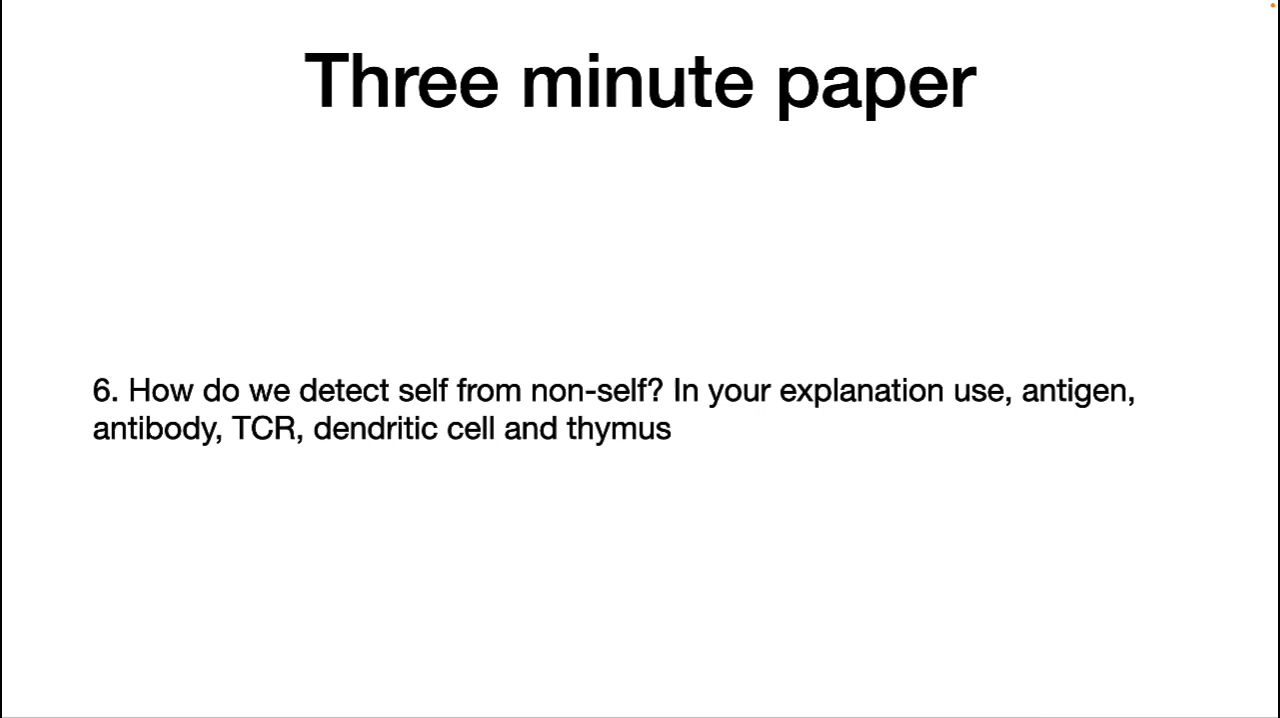 Three minute paper
6. How do we detect self from non-self? In your explanation use, antigen,
antibody, TCR, dendritic cell and thymus